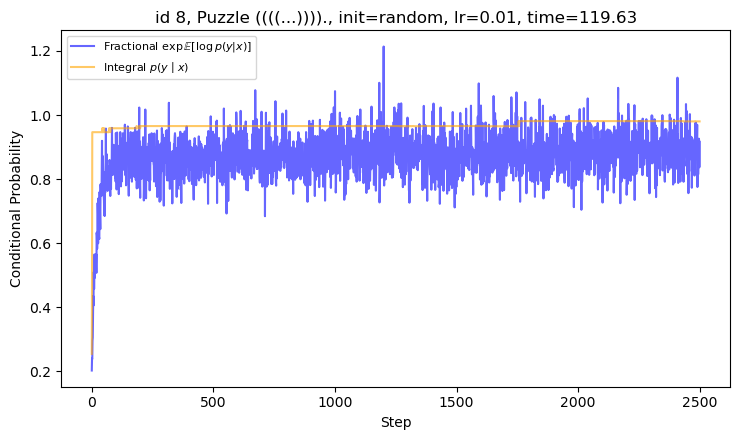 id 8, Puzzle ((((...))))., init=random, lr=0.01, time=119.63
Fractional exp𝔼[log p(y|x)]
Integral p(y | x)
Conditional Probability
1.2
1.0
0.8
0.6
0.4
0.2
0 500 1000 1500 2000 2500
Step